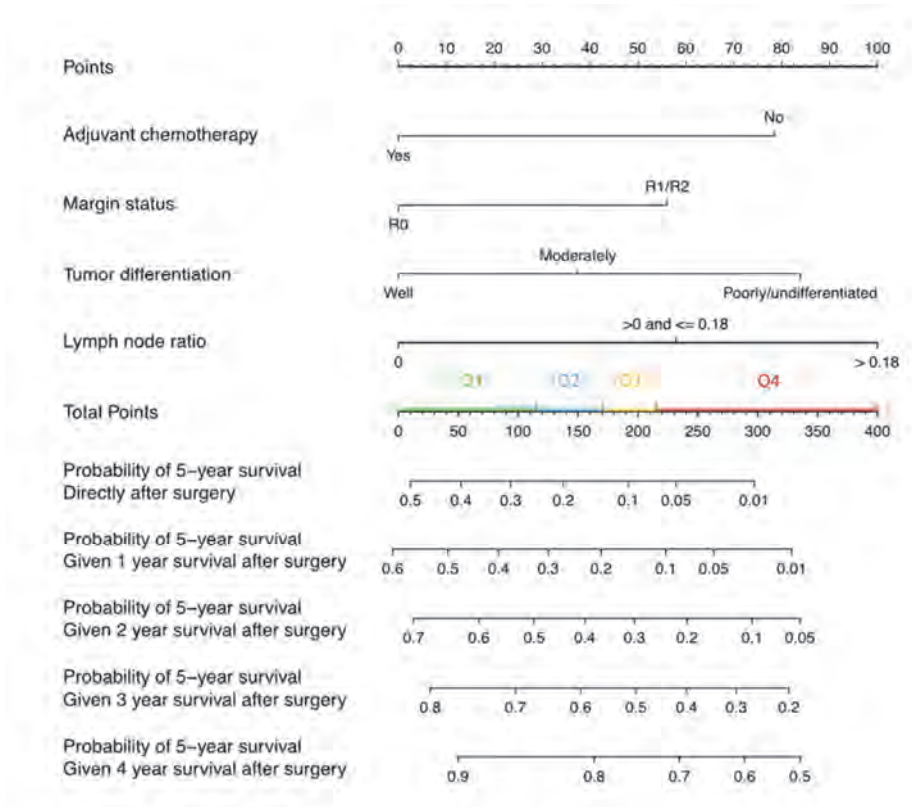 0 10 20 30 40 50 60 70 80 90 100
Points
No
Adjuvant chemotherapy
Yes
R1/R2
Margin status
R0
Moderately
Tumor differentiation
Well Poorly/undifferentiated
>0 and <= 0.18
Lymph node ratio
0 > 0.18
Q1 Q2 Q3 Q4
Total Points
0 50 100 150 200 250 300 350 400
Probability of 5-year survival
Directly after surgery
0.5 0.4 0.3 0.2 0.1 0.05 0.01
Probability of 5-year survival
Given 1 year survival after surgery
0.6 0.5 0.4 0.3 0.2 0.1 0.05 0.01
Probability of 5-year survival
Given 2 year survival after surgery
0.7 0.6 0.5 0.4 0.3 0.2 0.1 0.05
Probability of 5-year survival
Given 3 year survival after surgery
0.8 0.7 0.6 0.5 0.4 0.3 0.2
Probability of 5-year survival
Given 4 year survival after surgery
0.9 0.8 0.7 0.6 0.5